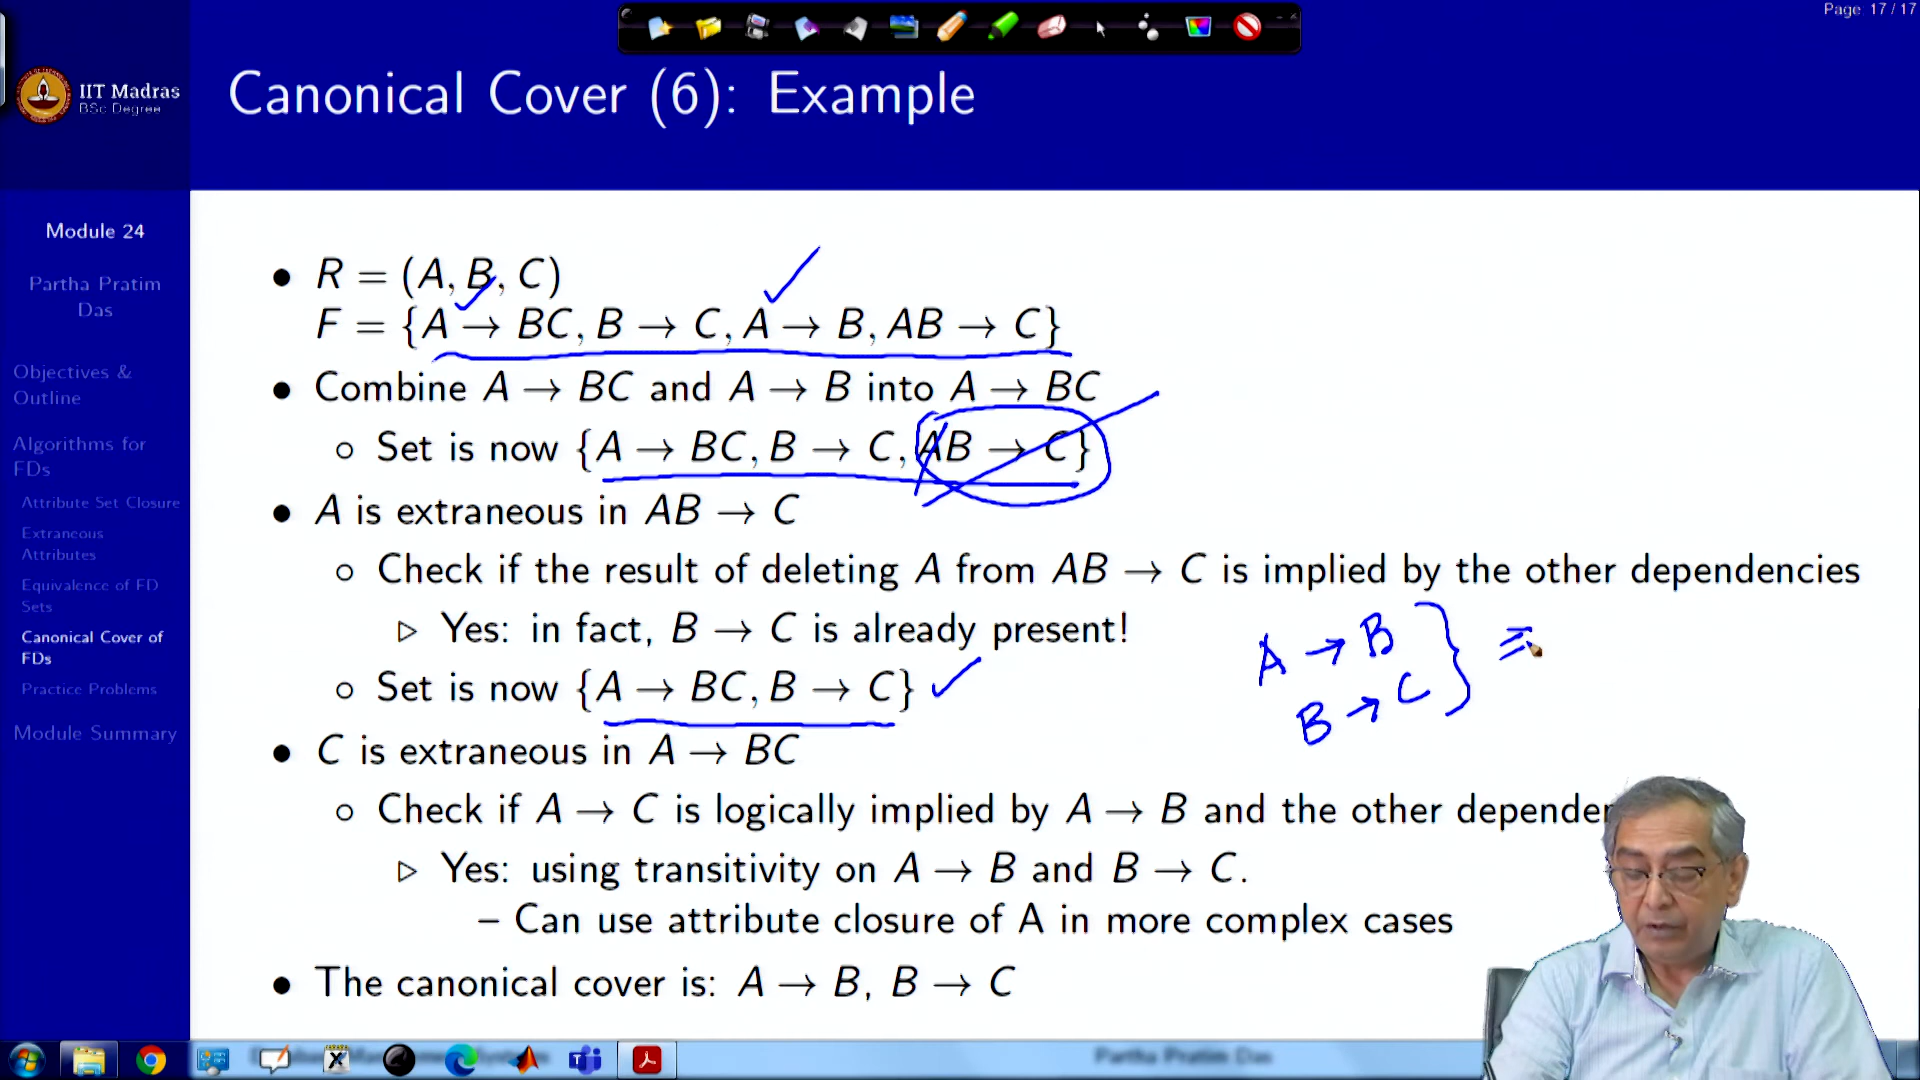 Page: 17 / 17
IIT Madras
BSc Degree
Canonical Cover (6): Example
Module 24
Partha Pratim
Das
Objectives &
Outline
Algorithms for
FDs
Attribute Set Closure
Extraneous
Attributes
Equivalence of FD
Sets
Canonical Cover of
FDs
Practice Problems
Module Summary
• R = (A, B, C)
F = {A → BC, B → C, A → B, AB → C}
• Combine A → BC and A → B into A → BC
○ Set is now {A → BC, B → C, AB → C}
• A is extraneous in AB → C
○ Check if the result of deleting A from AB → C is implied by the other dependencies
▷ Yes: in fact, B → C is already present!
○ Set is now {A → BC, B → C}
A → B
B → C } ≡
• C is extraneous in A → BC
○ Check if A → C is logically implied by A → B and the other depende
▷ Yes: using transitivity on A → B and B → C.
– Can use attribute closure of A in more complex cases
• The canonical cover is: A → B, B → C
Partha Pratim Das